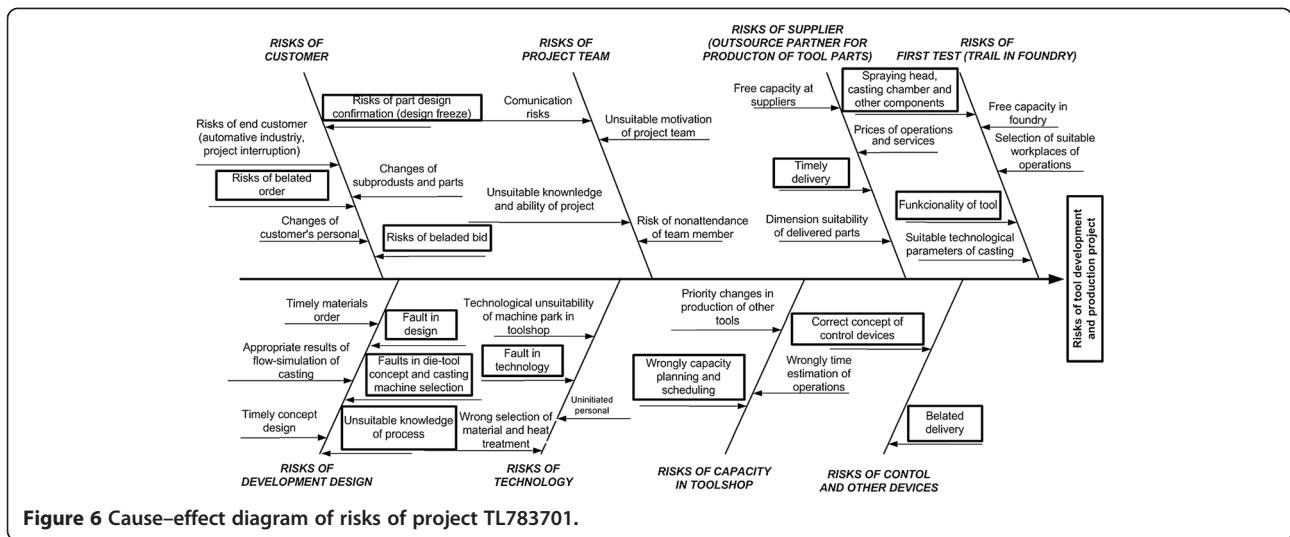 RISKS OF
CUSTOMER
Risks of part design
confirmation (design freeze)
Risks of end customer
(automative industriy,
project interruption)
Changes of
subprodusts and parts
Risks of belated
order
Changes of
customer's personal
Risks of beladed bid
RISKS OF
PROJECT TEAM
Comunication
risks
Unsuitable motivation
of project team
Unsuitable knownledge
and ability of project
Risk of nonattendance
of team member
RISKS OF SUPPLIER
(OUTSOURCE PARTNER FOR
PRODUCTON OF TOOL PARTS)
Free capacity at
suppliers
Prices of operations
and services
Timely
delivery
Dimension suitability
of delivered parts
RISKS OF
FIRST TEST (TRAIL IN FOUNDRY)
Spraying head,
casting chamber and
other components
Free capacity in
foundry
Selection of suitable
workplaces of
operations
Funkcionality of tool
Suitable technological
parameters of casting
Risks of tool development
and production project
Timely materials
order
Fault in
design
Appropriate results of
flow-simulation of
casting
Faults in die-tool
concept and casting
machine selection
Timely concept
design
Unsuitable knowledge
of process
RISKS OF
DEVELOPMENT DESIGN
Technological unsuitability
of machine park in
toolshop
Fault in
technology
Uninitiated
personal
Wrong selection of
material and heat
treatment
RISKS OF
TECHNOLOGY
Priority changes in
production of other
tools
Wrongly capacity
planning and
scheduling
Wrongly time
estimation of
operations
RISKS OF CAPACITY
IN TOOLSHOP
Correct concept of
control devices
Belated
delivery
RISKS OF CONTOL
AND OTHER DEVICES
Figure 6 Cause–effect diagram of risks of project TL783701.